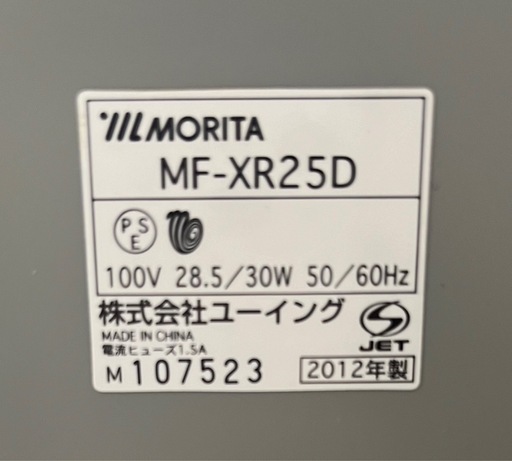 MORITA
MF-XR25D
PSE
100V 28.5/30W 50/60Hz
株式会社ユーイング
MADE IN CHINA
電流ヒューズ1.5A
JET
M107523 2012年製